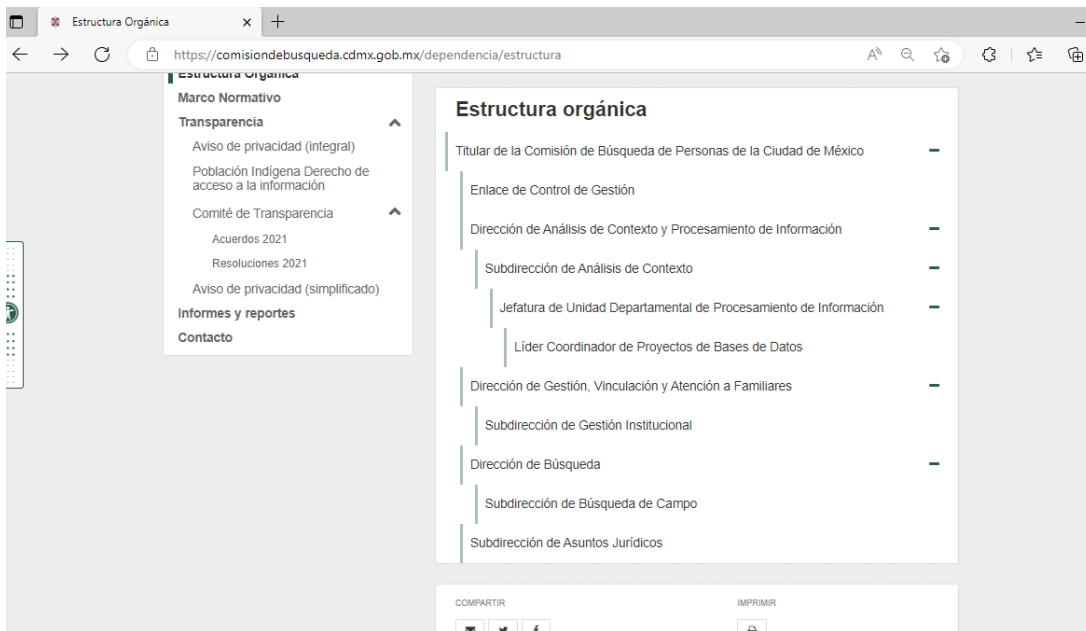 Estructura Orgánica
https://comisiondebusqueda.cdmx.gob.mx/dependencia/estructura
Estructura Orgánica
Marco Normativo
Transparencia
Aviso de privacidad (integral)
Población Indígena Derecho de
acceso a la información
Comité de Transparencia
Acuerdos 2021
Resoluciones 2021
Aviso de privacidad (simplificado)
Informes y reportes
Contacto
Estructura orgánica
Titular de la Comisión de Búsqueda de Personas de la Ciudad de México
Enlace de Control de Gestión
Dirección de Análisis de Contexto y Procesamiento de Información
Subdirección de Análisis de Contexto
Jefatura de Unidad Departamental de Procesamiento de Información
Líder Coordinador de Proyectos de Bases de Datos
Dirección de Gestión, Vinculación y Atención a Familiares
Subdirección de Gestión Institucional
Dirección de Búsqueda
Subdirección de Búsqueda de Campo
Subdirección de Asuntos Jurídicos
COMPARTIR
IMPRIMIR